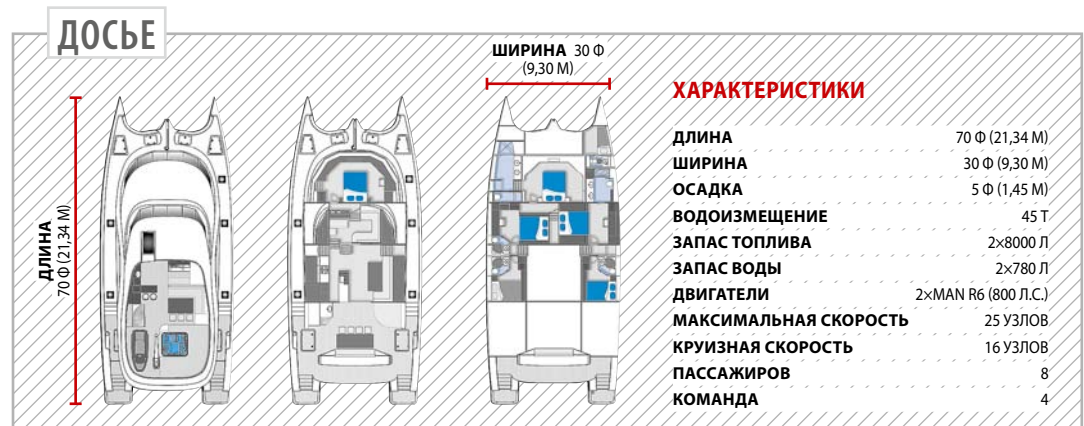 ДОСЬЕ
ШИРИНА 30 Ф
(9,30 М)
ДЛИНА
70 Ф (21,34 М)
ХАРАКТЕРИСТИКИ
ДЛИНА 70 Ф (21,34 М)
ШИРИНА 30 Ф (9,30 М)
ОСАДКА 5 Ф (1,45 М)
ВОДОИЗМЕЩЕНИЕ 45 Т
ЗАПАС ТОПЛИВА 2×8000 Л
ЗАПАС ВОДЫ 2×780 Л
ДВИГАТЕЛИ 2×MAN R6 (800 Л.С.)
МАКСИМАЛЬНАЯ СКОРОСТЬ 25 УЗЛОВ
КРУИЗНАЯ СКОРОСТЬ 16 УЗЛОВ
ПАССАЖИРОВ 8
КОМАНДА 4